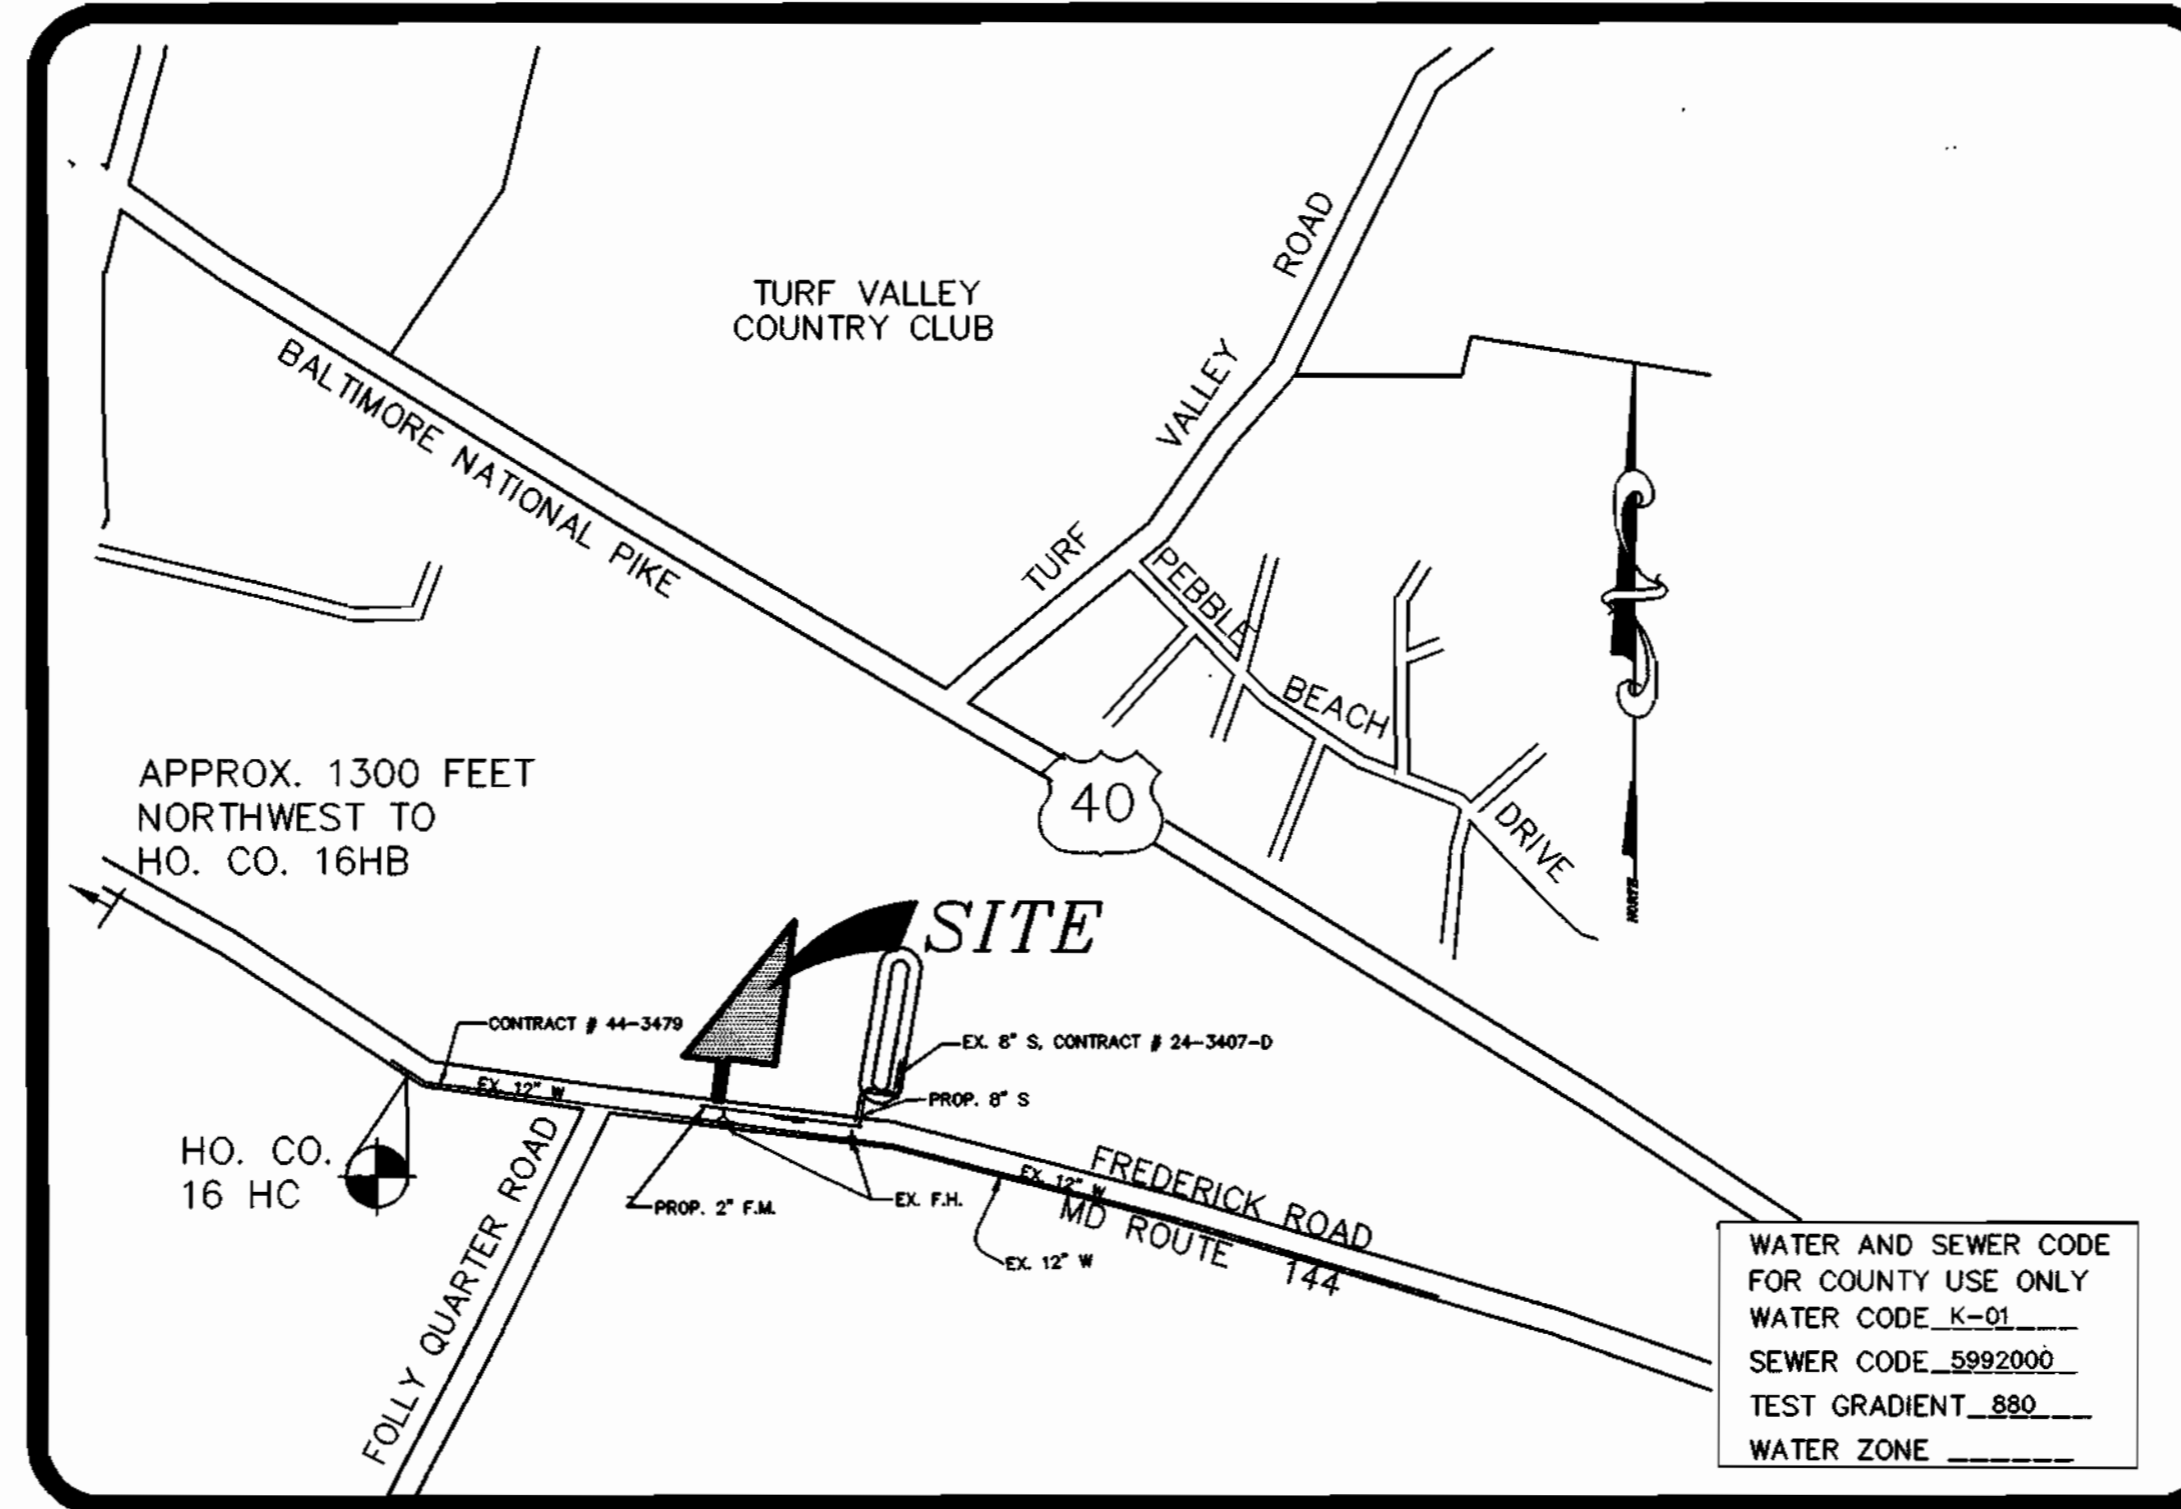 TURF VALLEY
COUNTRY CLUB
TURF VALLEY ROAD
BALTIMORE NATIONAL PIKE
PEBBLA BEACH DRIVE
40
NORTH
APPROX. 1300 FEET
NORTHWEST TO
HO. CO. 16HB
SITE
CONTRACT # 44-3479
EX. 8" S, CONTRACT # 24-3407-D
EX. 12" W
PROP. 8" S
HO. CO.
16 HC
FOLLY QUARTER ROAD
PROP. 2" F.M.
EX. F.H.
EX. 12" W
FREDERICK ROAD
MD ROUTE 144
EX. 12" W
WATER AND SEWER CODE
FOR COUNTY USE ONLY
WATER CODE K-01
SEWER CODE 5992000
TEST GRADIENT 880
WATER ZONE ______